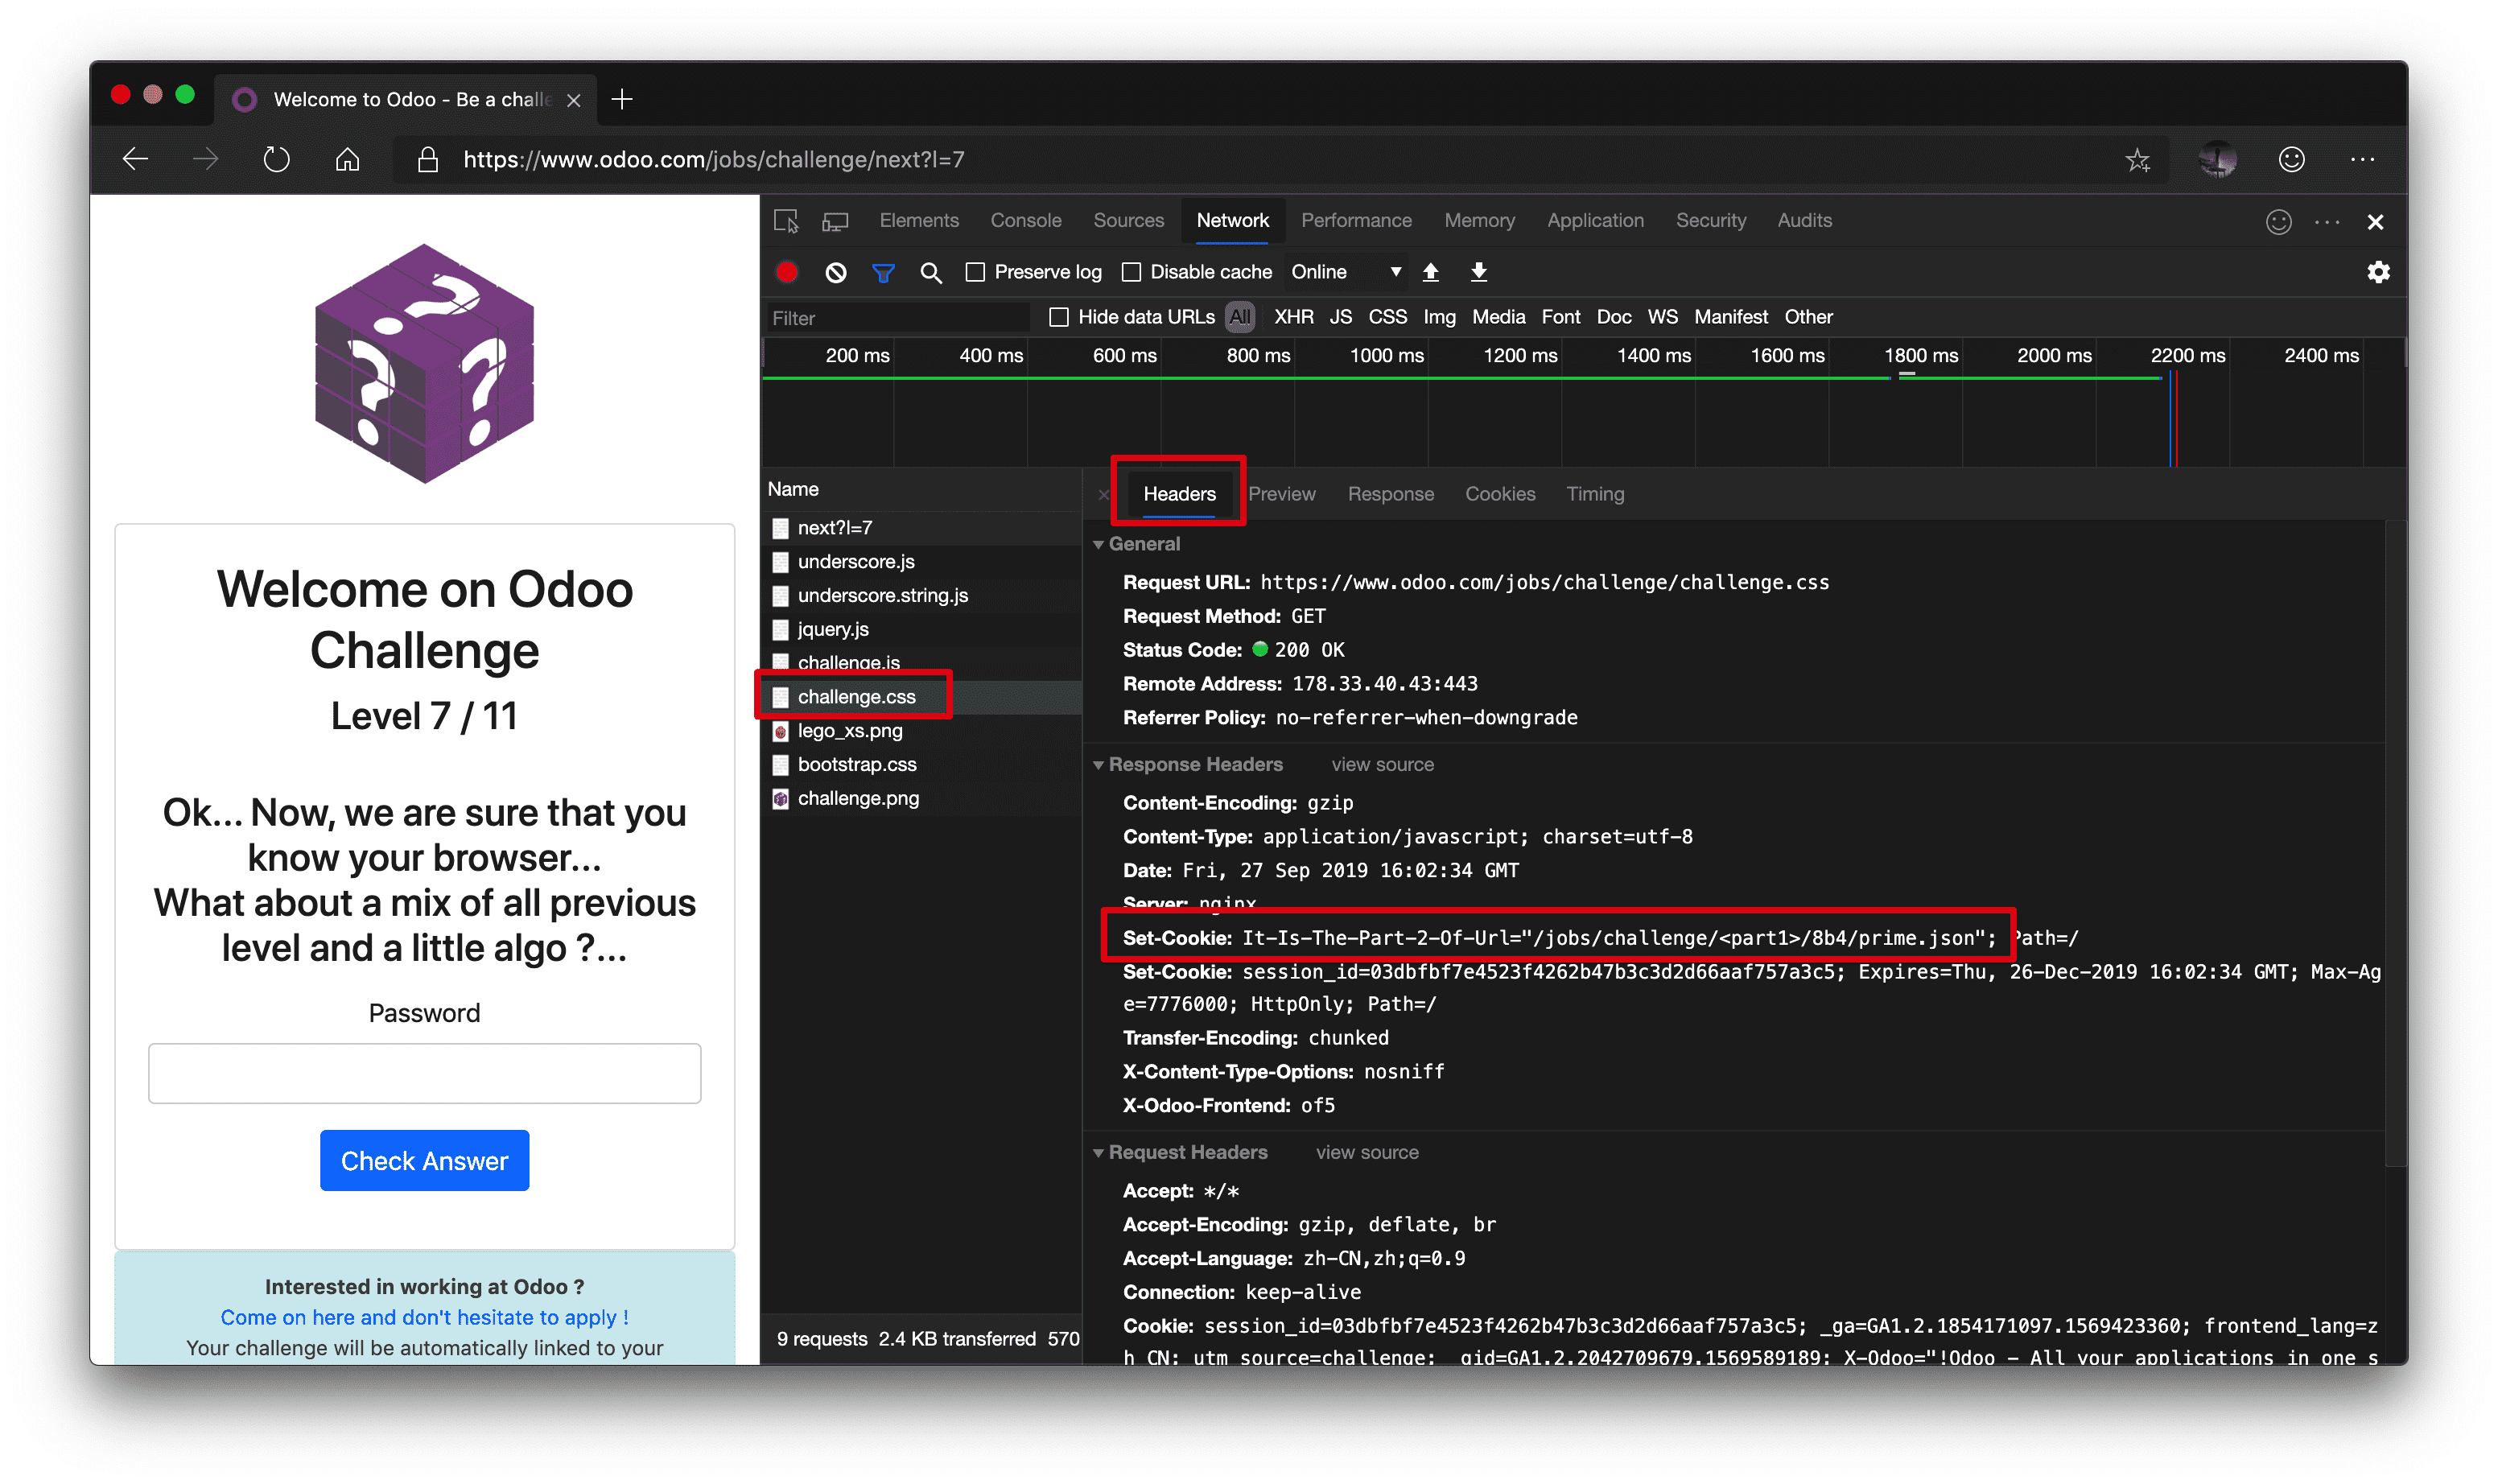 Welcome to Odoo - Be a challe
https://www.odoo.com/jobs/challenge/next?l=7
Welcome on Odoo
Challenge
Level 7 / 11
Ok... Now, we are sure that you
know your browser...
What about a mix of all previous
level and a little algo ?...
Password
Check Answer
Interested in working at Odoo ?
Come on here and don't hesitate to apply !
Your challenge will be automatically linked to your
Elements Console Sources Network Performance Memory Application Security Audits
Preserve log Disable cache Online
Filter Hide data URLs All XHR JS CSS Img Media Font Doc WS Manifest Other
200 ms 400 ms 600 ms 800 ms 1000 ms 1200 ms 1400 ms 1600 ms 1800 ms 2000 ms 2200 ms 2400 ms
Name
next?l=7
underscore.js
underscore.string.js
jquery.js
challenge.js
challenge.css
lego_xs.png
bootstrap.css
challenge.png
9 requests 2.4 KB transferred 570
Headers Preview Response Cookies Timing
General
Request URL: https://www.odoo.com/jobs/challenge/challenge.css
Request Method: GET
Status Code: 200 OK
Remote Address: 178.33.40.43:443
Referrer Policy: no-referrer-when-downgrade
Response Headers view source
Content-Encoding: gzip
Content-Type: application/javascript; charset=utf-8
Date: Fri, 27 Sep 2019 16:02:34 GMT
Server: nginx
Set-Cookie: It-Is-The-Part-2-Of-Url="/jobs/challenge/<part1>/8b4/prime.json"; Path=/
Set-Cookie: session_id=03dbfbf7e4523f4262b47b3c3d2d66aaf757a3c5; Expires=Thu, 26-Dec-2019 16:02:34 GMT; Max-Ag
e=7776000; HttpOnly; Path=/
Transfer-Encoding: chunked
X-Content-Type-Options: nosniff
X-Odoo-Frontend: of5
Request Headers view source
Accept: */*
Accept-Encoding: gzip, deflate, br
Accept-Language: zh-CN,zh;q=0.9
Connection: keep-alive
Cookie: session_id=03dbfbf7e4523f4262b47b3c3d2d66aaf757a3c5; _ga=GA1.2.1854171097.1569423360; frontend_lang=z
h_CN; utm_source=challenge; _gid=GA1.2.2042709679.1569589189; X-Odoo="!Odoo - All your applications in one s